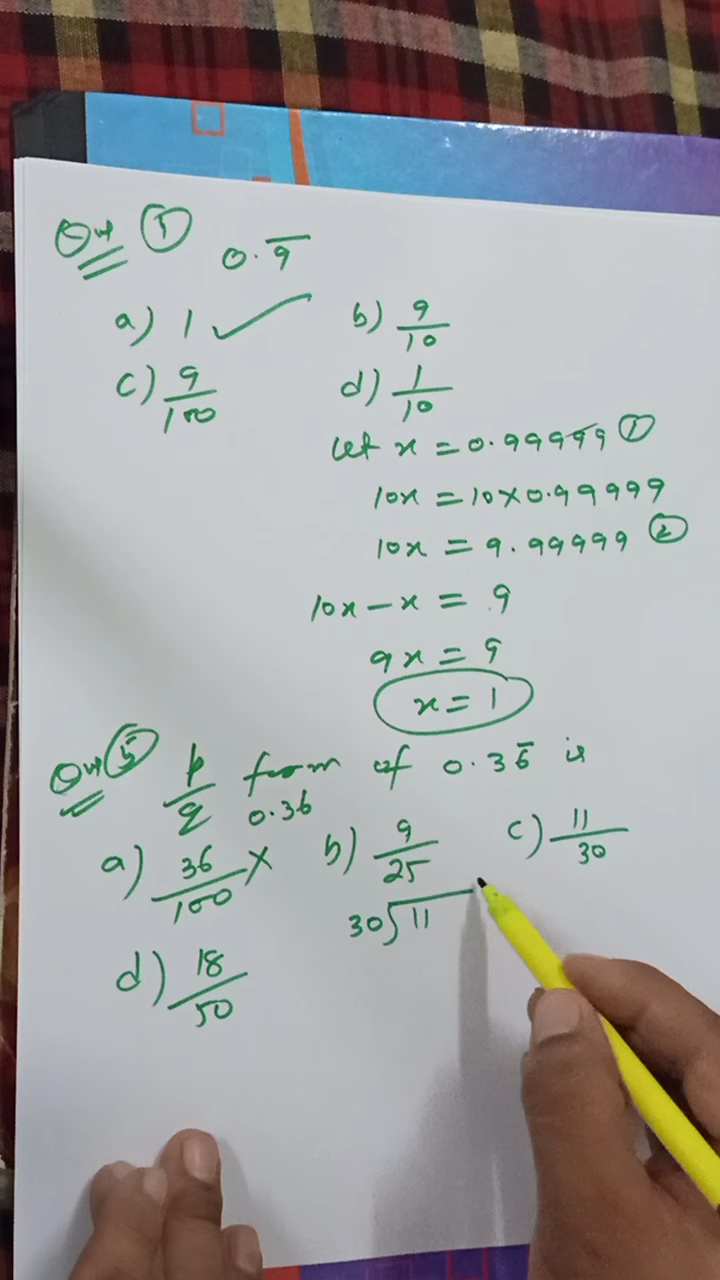 Que ① 0.9̅
a) 1 ✓ b) 9/10
c) 9/100 d) 1/10
let x = 0.99999 ①
10x = 10×0.99999
10x = 9.99999 ②
10x - x = 9
9x = 9
x = 1
Que ⑤ p/q form of 0.36̅ is
0.36
a) 36/100 × b) 9/25 c) 11/30
30)11
d) 18/50